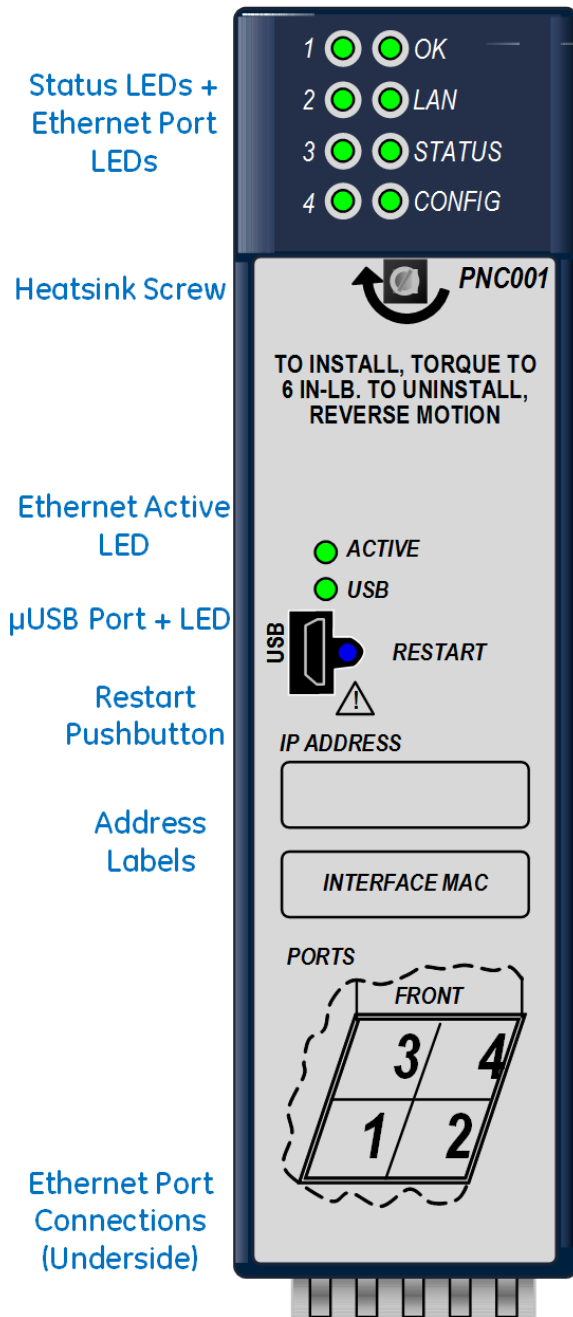 Status LEDs +
Ethernet Port
LEDs
1 OK
2 LAN
3 STATUS
4 CONFIG
Heatsink Screw
PNC001
TO INSTALL, TORQUE TO
6 IN-LB. TO UNINSTALL,
REVERSE MOTION
Ethernet Active
LED
ACTIVE
USB
µUSB Port + LED
USB
RESTART
Restart
Pushbutton
IP ADDRESS
Address
Labels
INTERFACE MAC
PORTS
FRONT
3 4
1 2
Ethernet Port
Connections
(Underside)